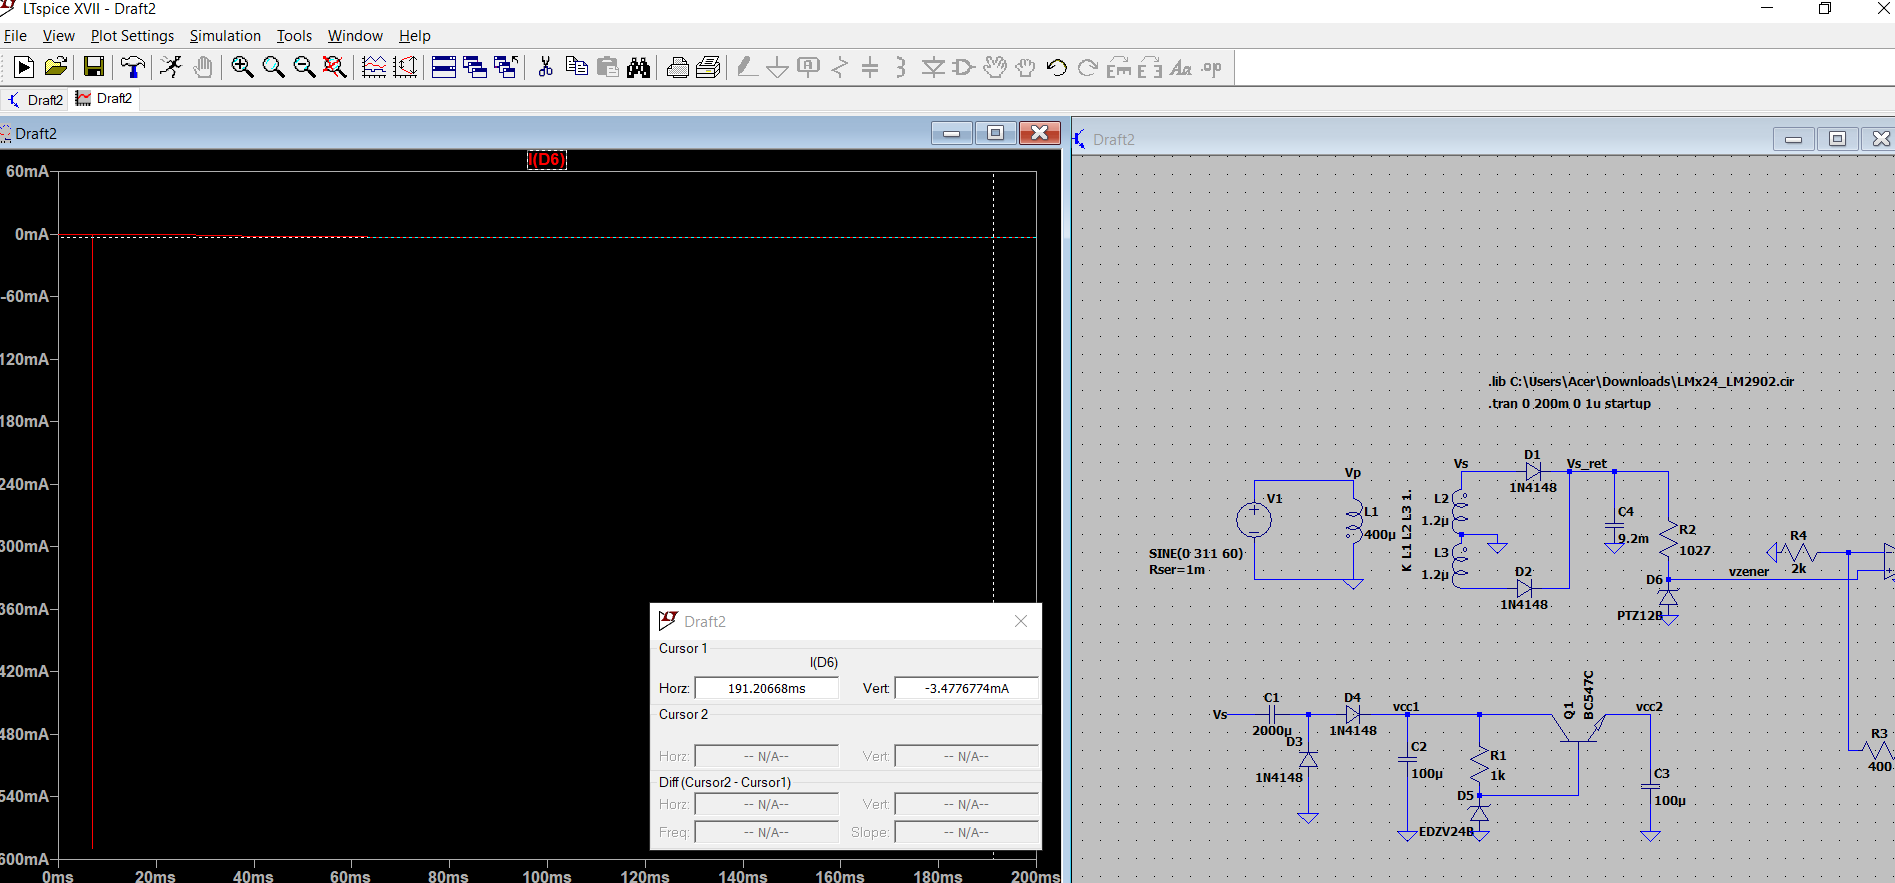 LTspice XVII - Draft2
File View Plot Settings Simulation Tools Window Help
Draft2 Draft2
Draft2
I(D6)
60mA
0mA
-60mA
120mA
180mA
240mA
300mA
360mA
420mA
480mA
540mA
600mA
0ms 20ms 40ms 60ms 80ms 100ms 120ms 140ms 160ms 180ms 200ms
Draft2
Cursor 1
I(D6)
Horz: 191.20668ms Vert: -3.4776774mA
Cursor 2
Horz: -- N/A-- Vert: -- N/A--
Diff (Cursor2 - Cursor1)
Horz: -- N/A-- Vert: -- N/A--
Freq: -- N/A-- Slope: -- N/A--
Draft2
.lib C:\Users\Acer\Downloads\LMx24_LM2902.cir
.tran 0 200m 0 1u startup
V1
SINE(0 311 60)
Rser=1m
Vp
L1
400µ
K L1 L2 L3 1.
Vs
L2
1.2µ
L3
1.2µ
D1
1N4148
D2
1N4148
Vs_ret
C4
9.2m
R2
1027
D6
PTZ12B
vzener
R4
2k
R3
400
Vs
C1
2000µ
D3
1N4148
D4
1N4148
vcc1
C2
100µ
R1
1k
D5
EDZV24B
Q1
BC547C
vcc2
C3
100µ